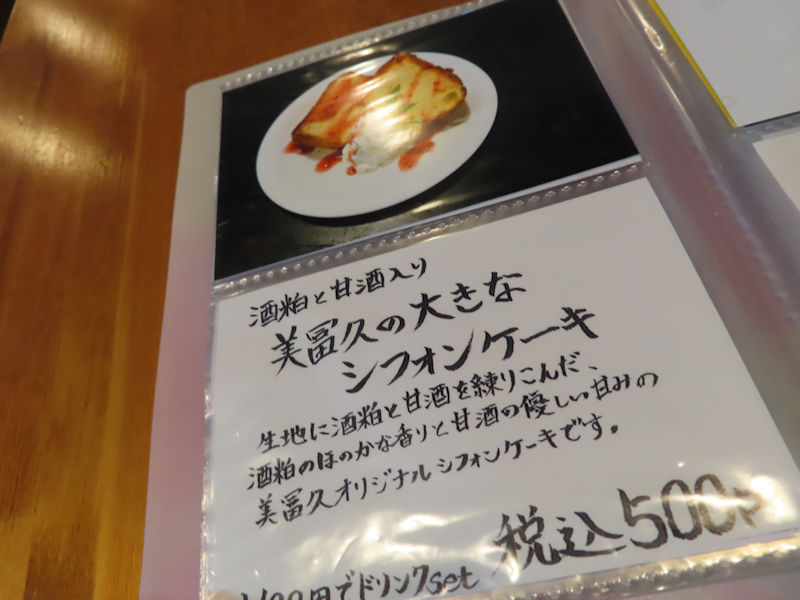 酒粕と甘酒入り
美冨久の大きな
シフォンケーキ
生地に酒粕と甘酒を練りこんだ、
酒粕のほのかな香りと甘酒の優しい甘みの
美冨久オリジナルシフォンケーキです。
税込500円
円でドリンクset